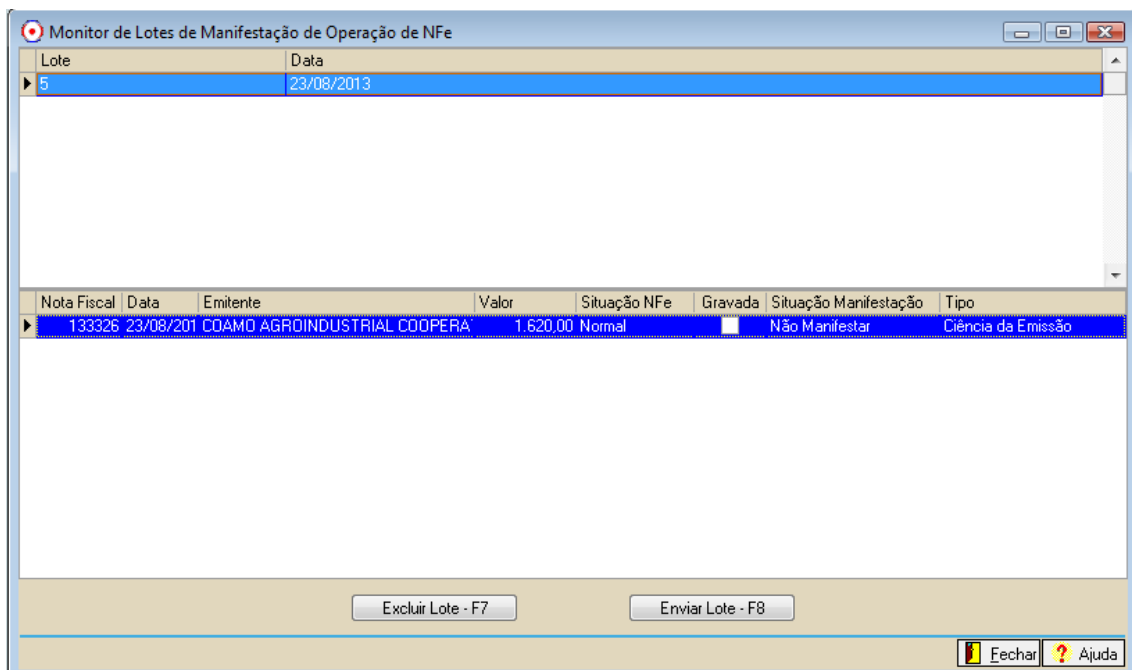 Monitor de Lotes de Manifestação de Operação de NFe
Lote Data
5 23/08/2013
Nota Fiscal Data Emitente Valor Situação NFe Gravada Situação Manifestação Tipo
133326 23/08/201 COAMO AGROINDUSTRIAL COOPERA 1.620,00 Normal Não Manifestar Ciência da Emissão
Excluir Lote - F7 Enviar Lote - F8
Fechar ? Ajuda